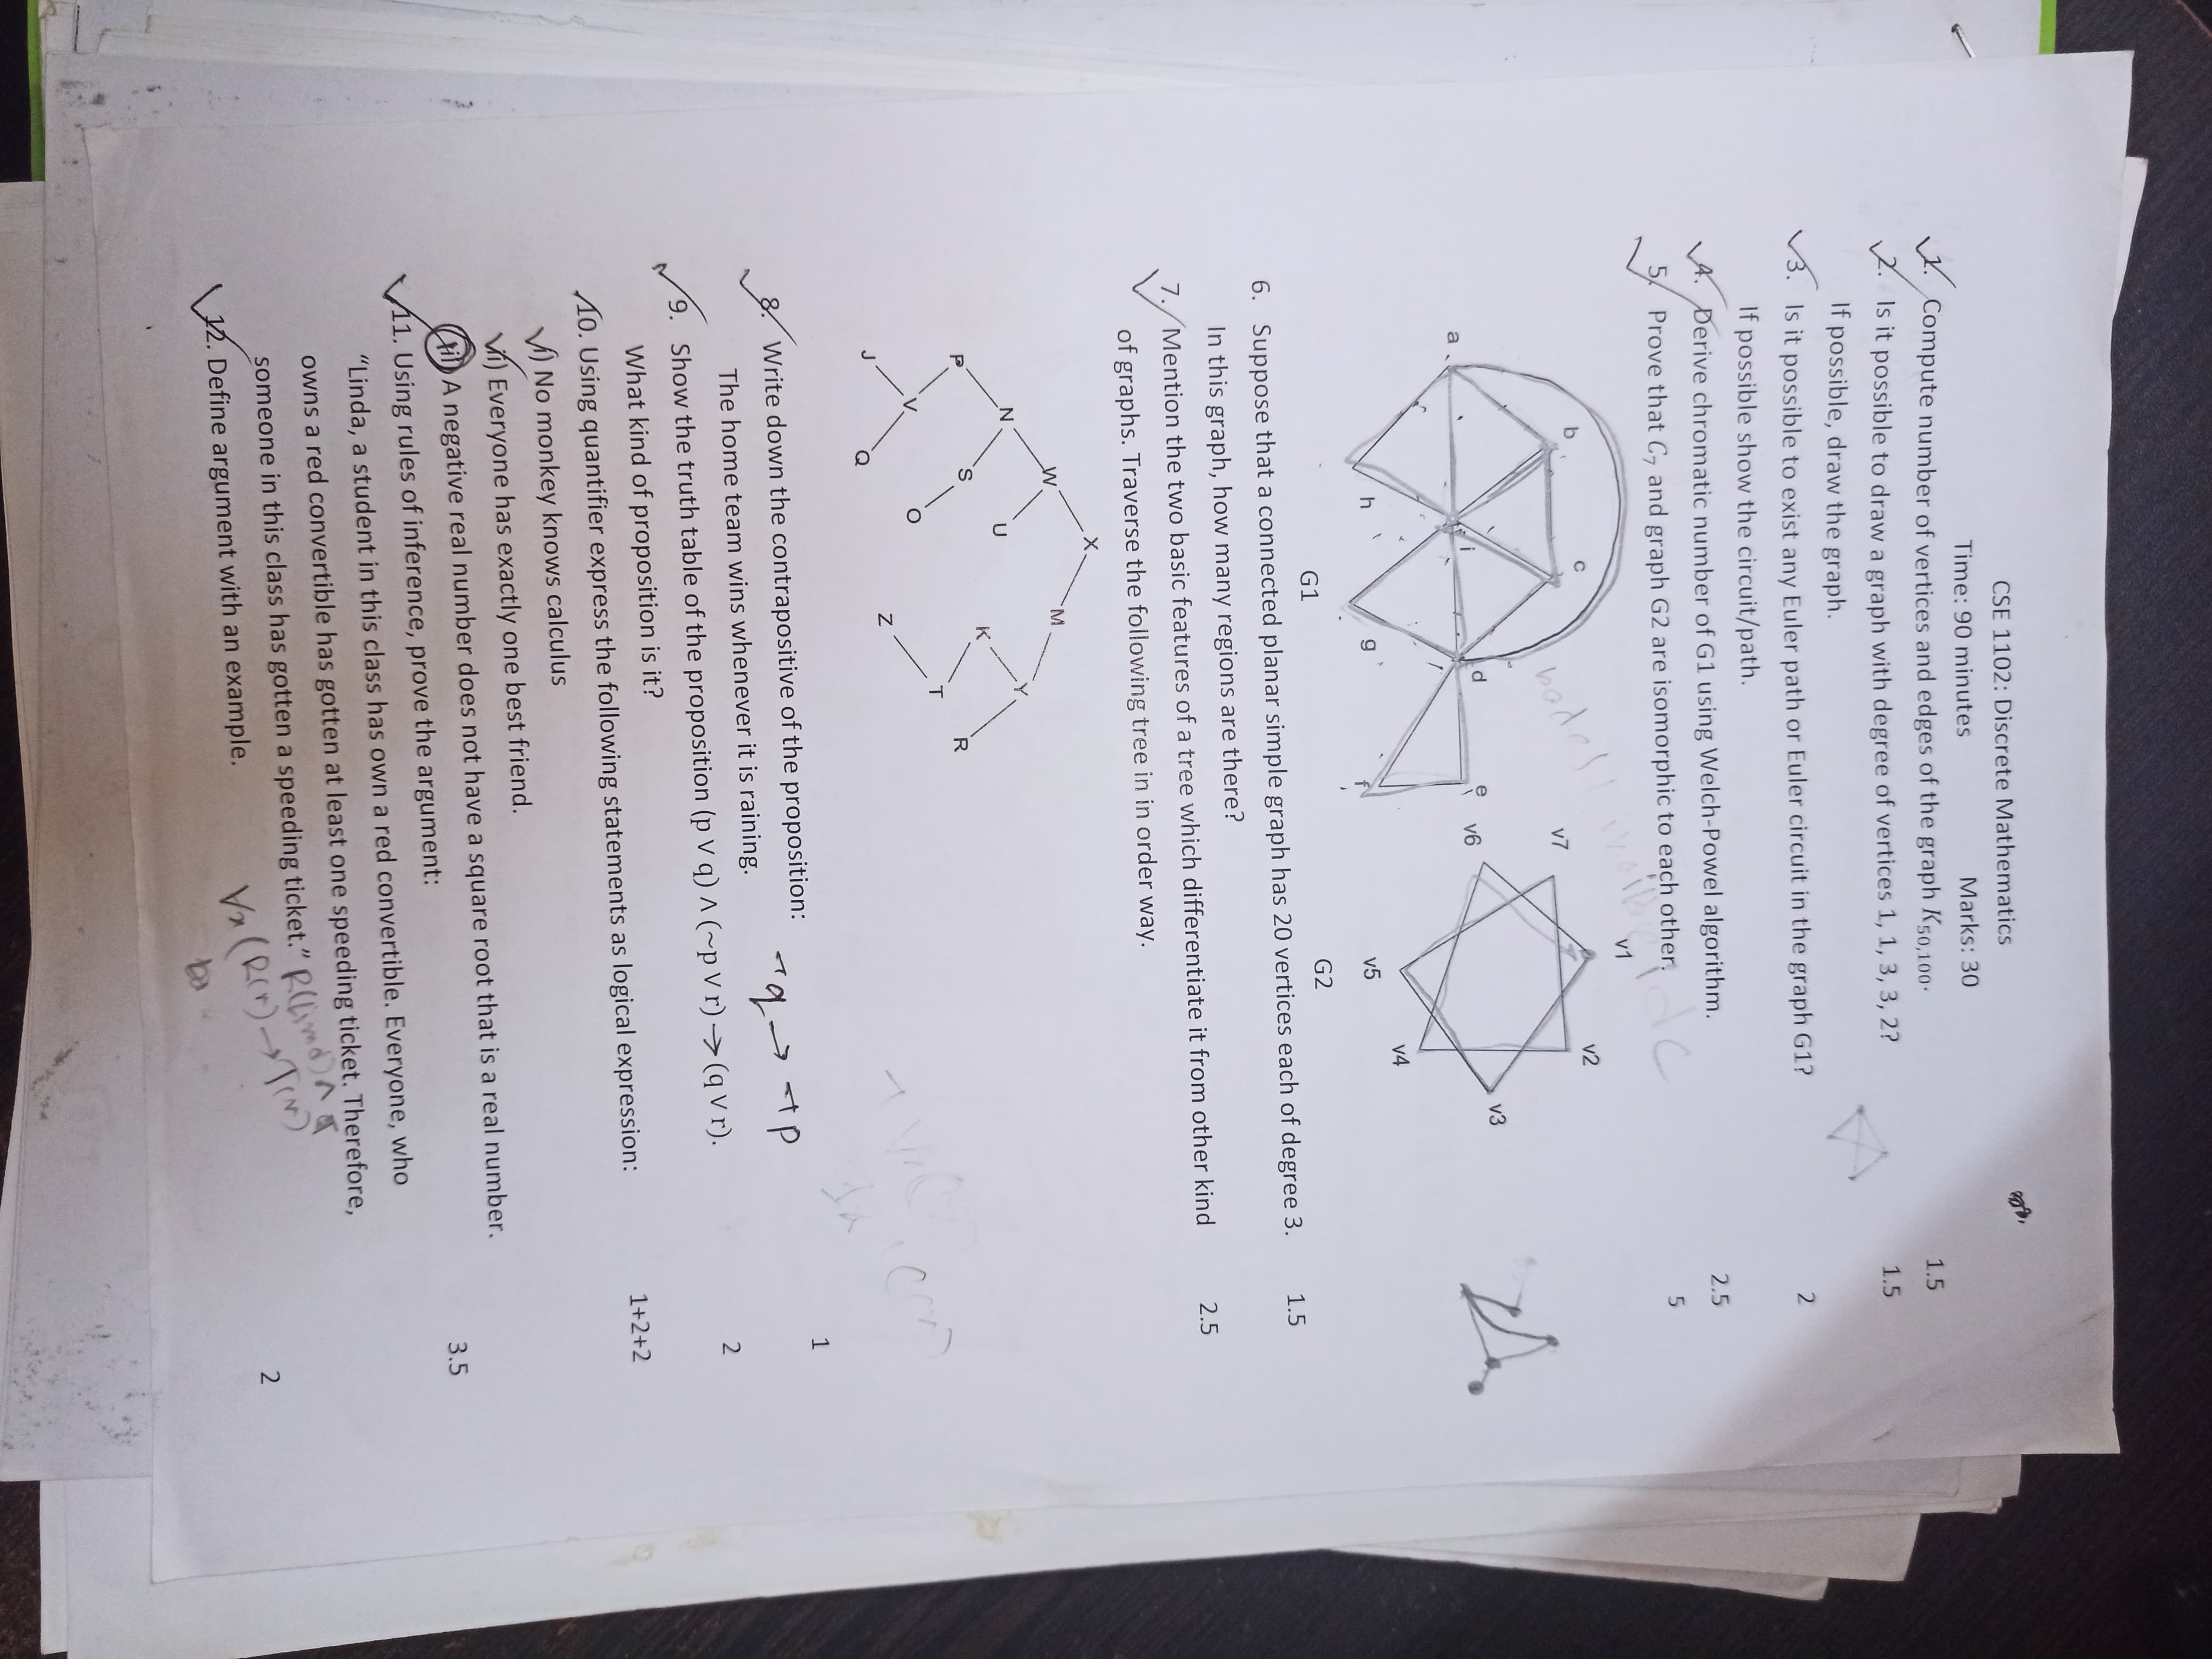 CSE 1102: Discrete Mathematics
Time: 90 minutes Marks: 30
1. Compute number of vertices and edges of the graph K50,100. 1.5
2. Is it possible to draw a graph with degree of vertices 1, 1, 3, 3, 2? 1.5
If possible, draw the graph.
3. Is it possible to exist any Euler path or Euler circuit in the graph G1? 2
If possible show the circuit/path.
4. Derive chromatic number of G1 using Welch-Powel algorithm. 2.5
5. Prove that C7 and graph G2 are isomorphic to each other. 5
b c v7 v1 v2
a i d e v6 v3
h g f v5 v4
G1 G2
6. Suppose that a connected planar simple graph has 20 vertices each of degree 3. 1.5
In this graph, how many regions are there?
7. Mention the two basic features of a tree which differentiate it from other kind 2.5
of graphs. Traverse the following tree in in order way.
X
W M
N U Y
P S K R
V O T
J Q Z
8. Write down the contrapositive of the proposition: 1
The home team wins whenever it is raining.
¬q → ¬p
9. Show the truth table of the proposition (p ∨ q) ∧ (~p ∨ r) → (q ∨ r). 2
What kind of proposition is it?
10. Using quantifier express the following statements as logical expression: 1+2+2
i) No monkey knows calculus
ii) Everyone has exactly one best friend.
iii) A negative real number does not have a square root that is a real number.
11. Using rules of inference, prove the argument: 3.5
“Linda, a student in this class has own a red convertible. Everyone, who
owns a red convertible has gotten at least one speeding ticket. Therefore,
someone in this class has gotten a speeding ticket.”
12. Define argument with an example. 2
∀x (R(x) → T(x))